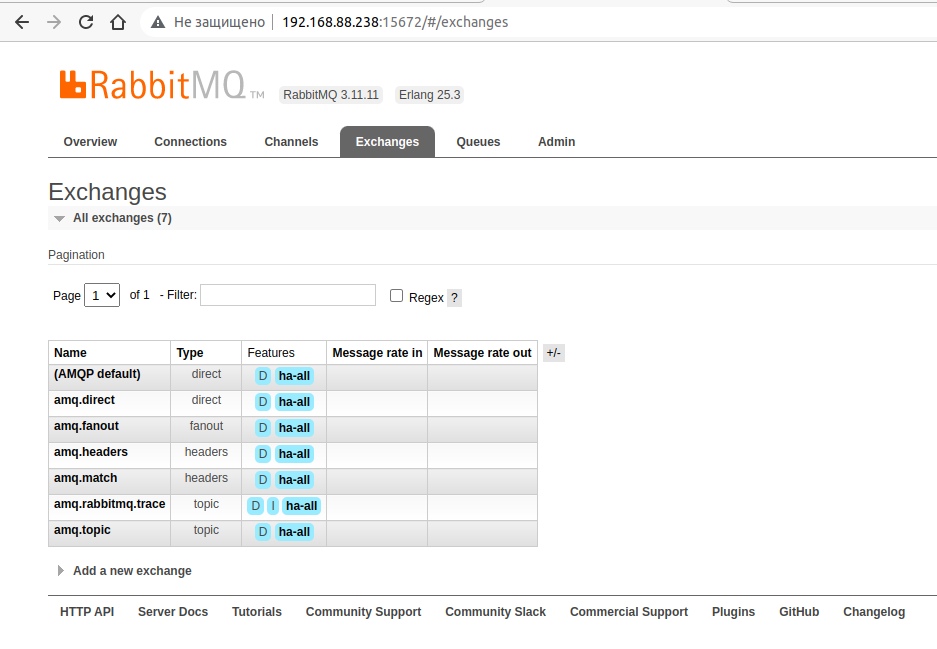 Не защищено 192.168.88.238:15672/#/exchanges
RabbitMQ TM RabbitMQ 3.11.11 Erlang 25.3
Overview Connections Channels Exchanges Queues Admin
Exchanges
All exchanges (7)
Pagination
Page 1 of 1 - Filter: Regex ?
Name Type Features Message rate in Message rate out +/-
(AMQP default) direct D ha-all
amq.direct direct D ha-all
amq.fanout fanout D ha-all
amq.headers headers D ha-all
amq.match headers D ha-all
amq.rabbitmq.trace topic D I ha-all
amq.topic topic D ha-all
Add a new exchange
HTTP API Server Docs Tutorials Community Support Community Slack Commercial Support Plugins GitHub Changelog